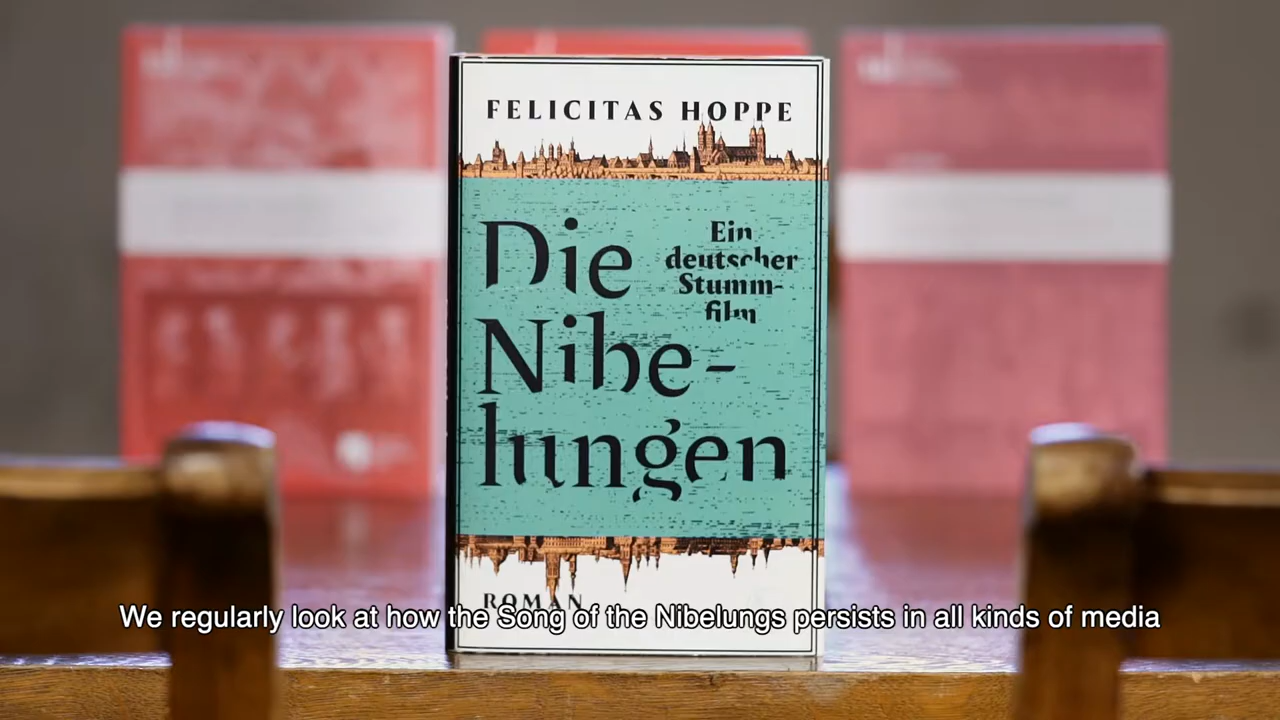 FELICITAS HOPPE
Die
Nibe-
lungen
Ein
deutscher
Stumm-
film
ROMAN
We regularly look at how the Song of the Nibelungs persists in all kinds of media